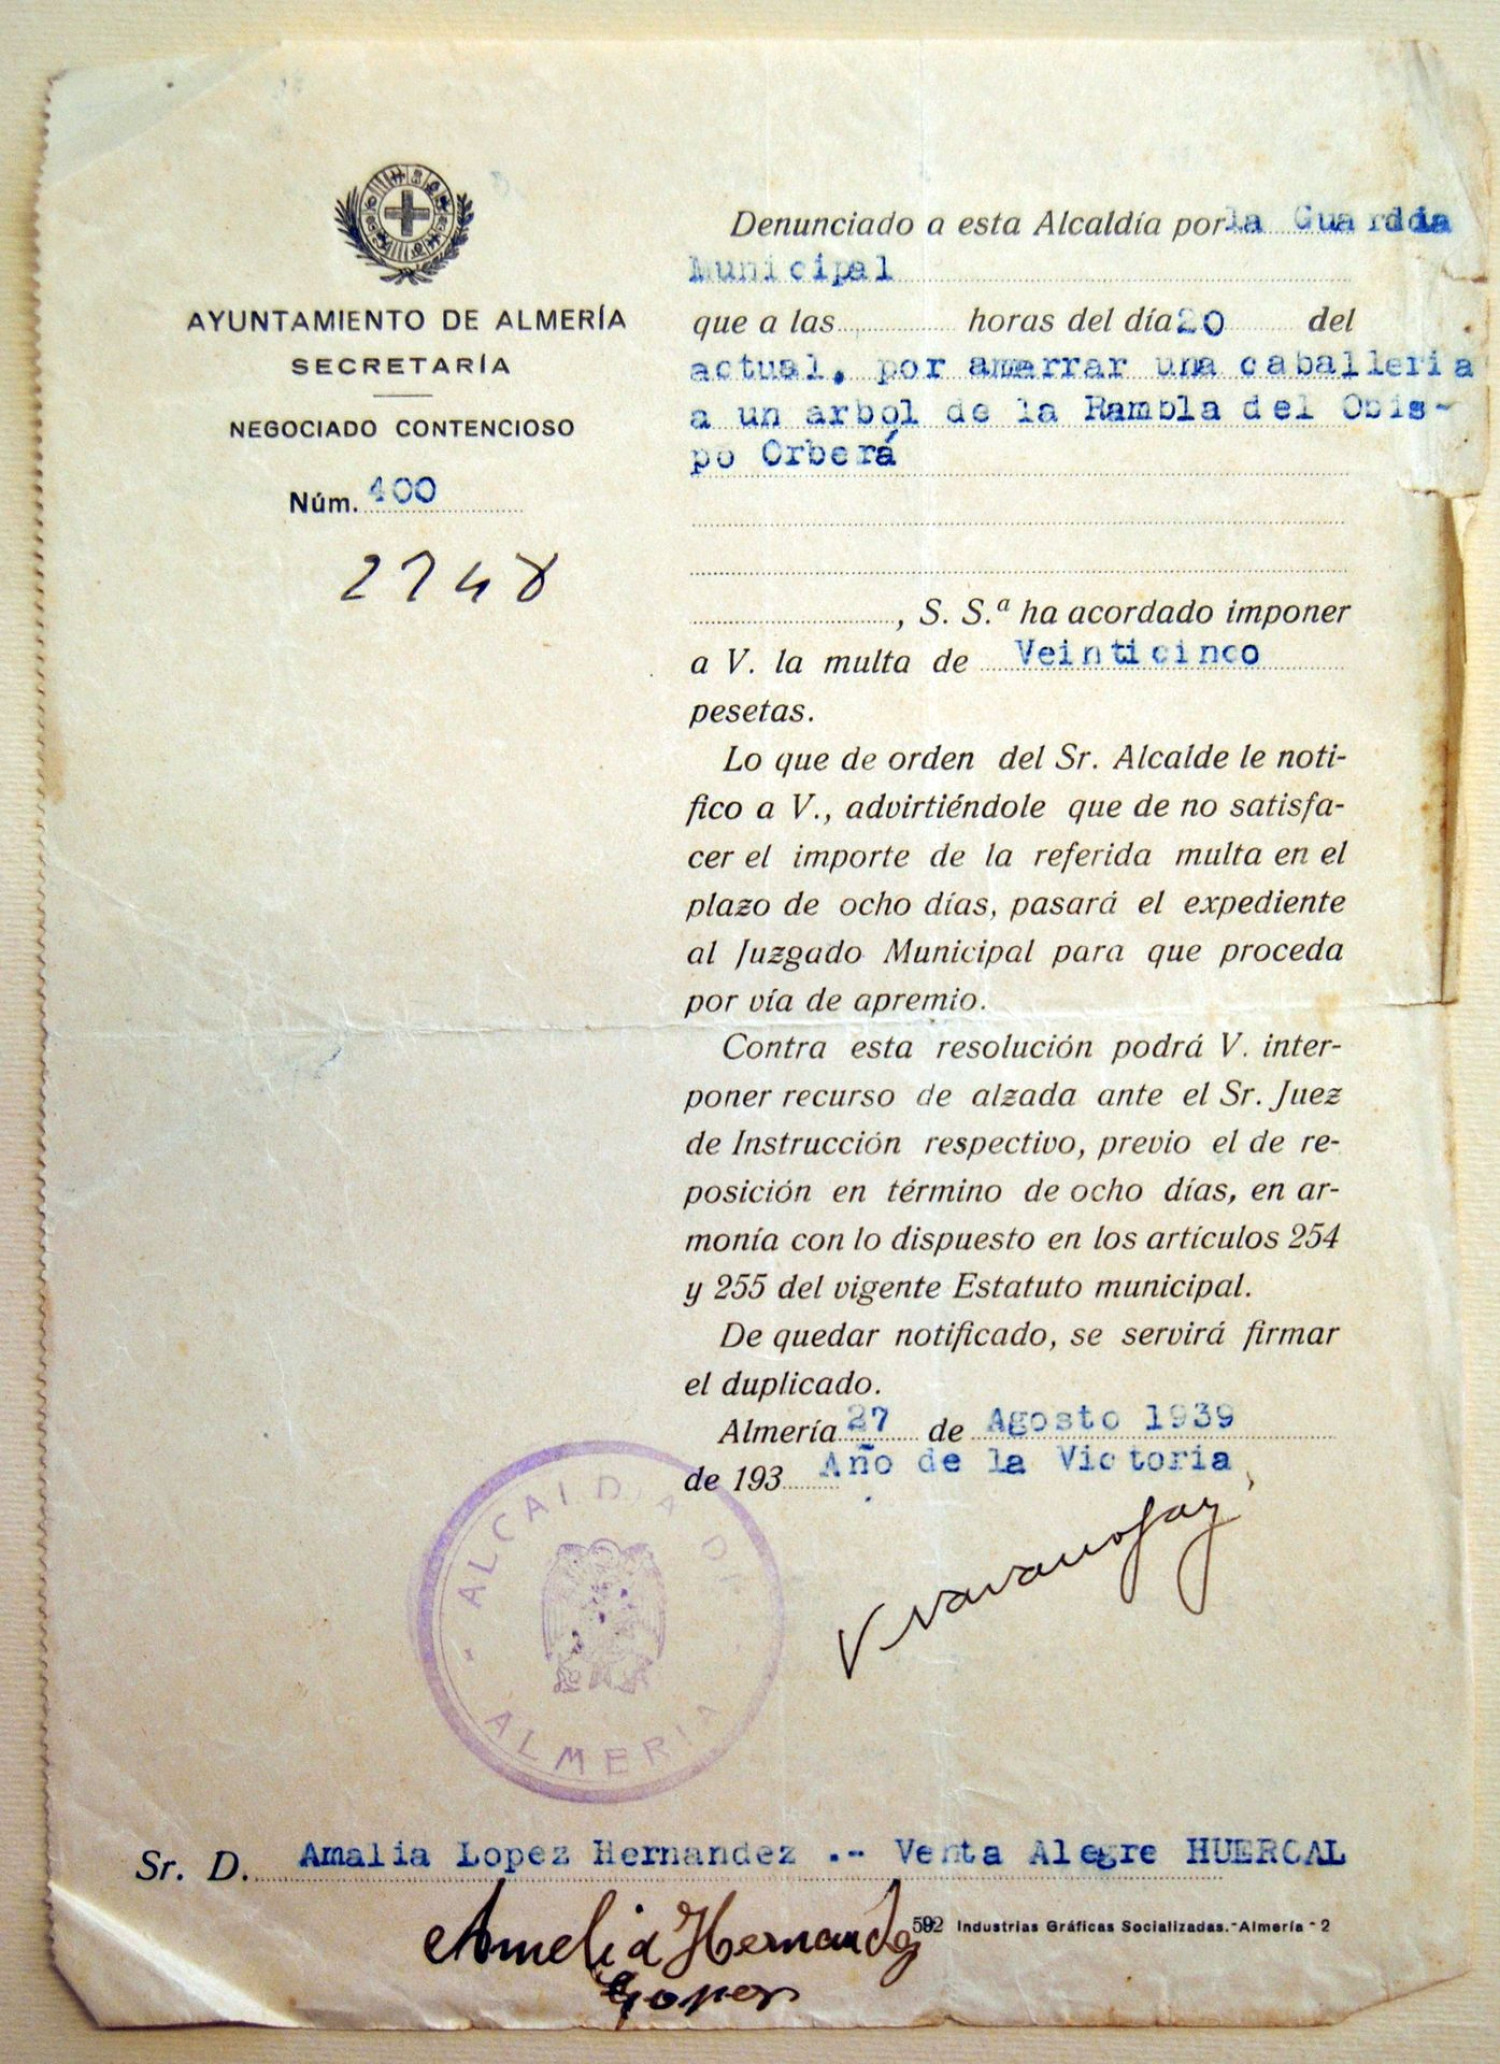 AYUNTAMIENTO DE ALMERÍA
SECRETARÍA
NEGOCIADO CONTENCIOSO
Núm. 400
2748
Denunciado a esta Alcaldía por la Guardia
Municipal
que a las horas del día 20 del
actual, por amarrar una caballeria
a un arbol de la Rambla del Obis-
po Orberá
, S. S.ª ha acordado imponer
a V. la multa de Veinticinco
pesetas.
Lo que de orden del Sr. Alcalde le noti-
fico a V., advirtiéndole que de no satisfa-
cer el importe de la referida multa en el
plazo de ocho días, pasará el expediente
al Juzgado Municipal para que proceda
por vía de apremio.
Contra esta resolución podrá V. inter-
poner recurso de alzada ante el Sr. Juez
de Instrucción respectivo, previo el de re-
posición en término de ocho días, en ar-
monía con lo dispuesto en los artículos 254
y 255 del vigente Estatuto municipal.
De quedar notificado, se servirá firmar
el duplicado.
Almería 27 de Agosto 1939
de 193 Año de la Victoria
ALCALDIA DE
ALMERIA
Sr. D. Amalia Lopez Hernandez .-- Venta Alegre HUERCAL
592 Industrias Gráficas Socializadas.-Almería - 2
Amelia Hernandez
Lopez